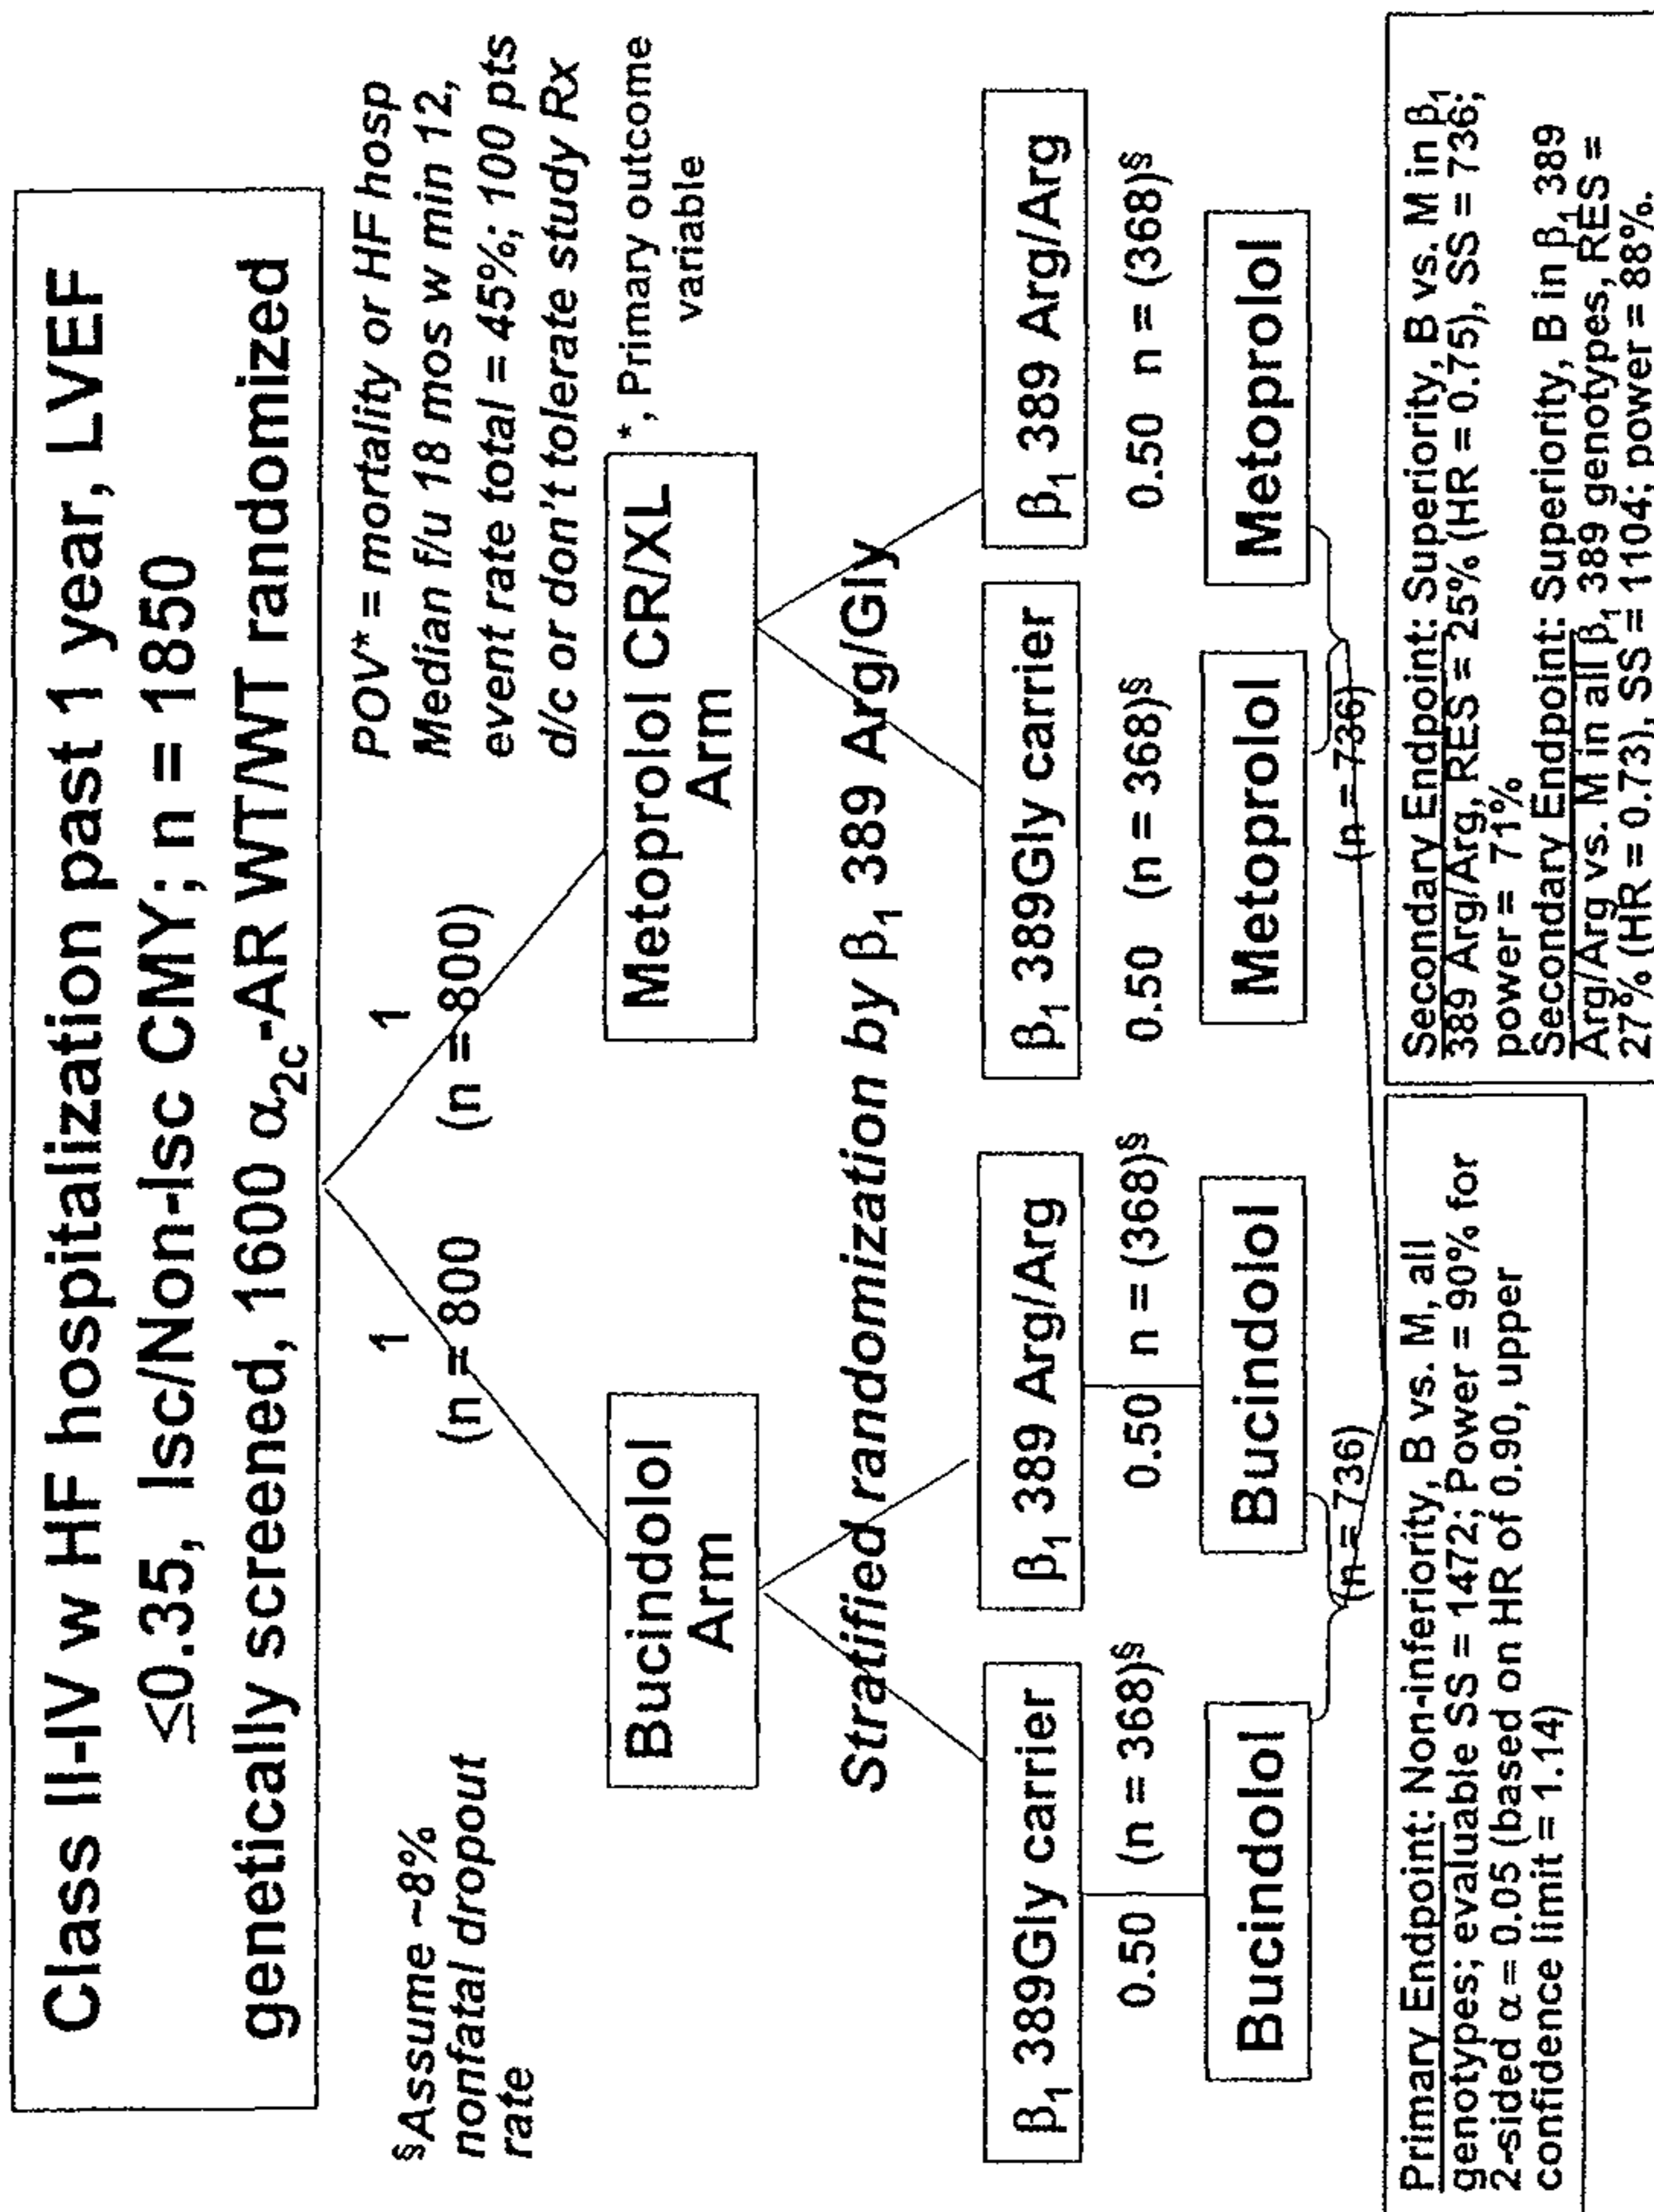 Class II-IV w HF hospitalization past 1 year, LVEF
≤0.35, Isc/Non-Isc CMY; n = 1850
genetically screened, 1600 α2c-AR WT/WT randomized
§Assume ~8%
nonfatal dropout
rate
1
(n = 800
1
(n = 800)
POV* = mortality or HF hosp
Median f/u 18 mos w min 12,
event rate total = 45%; 100 pts
d/c or don't tolerate study Rx
*, Primary outcome
variable
Bucindolol
Arm
Metoprolol CR/XL
Arm
Stratified randomization by β1 389 Arg/Gly
β1 389Gly carrier
β1 389 Arg/Arg
β1 389Gly carrier
β1 389 Arg/Arg
0.50 (n = 368)§
0.50 n = (368)§
0.50 (n = 368)§
0.50 n = (368)§
Bucindolol
Bucindolol
Metoprolol
Metoprolol
(n = 736)
(n = 736)
Primary Endpoint: Non-inferiority, B vs. M, all
genotypes; evaluable SS = 1472; Power = 90% for
2-sided α = 0.05 (based on HR of 0.90, upper
confidence limit = 1.14)
Secondary Endpoint: Superiority, B vs. M in β1
389 Arg/Arg, RES = 25% (HR = 0.75), SS = 736;
power = 71%
Secondary Endpoint: Superiority, B in β1 389
Arg/Arg vs. M in all β1 389 genotypes, RES =
27% (HR = 0.73), SS = 1104; power = 88%.